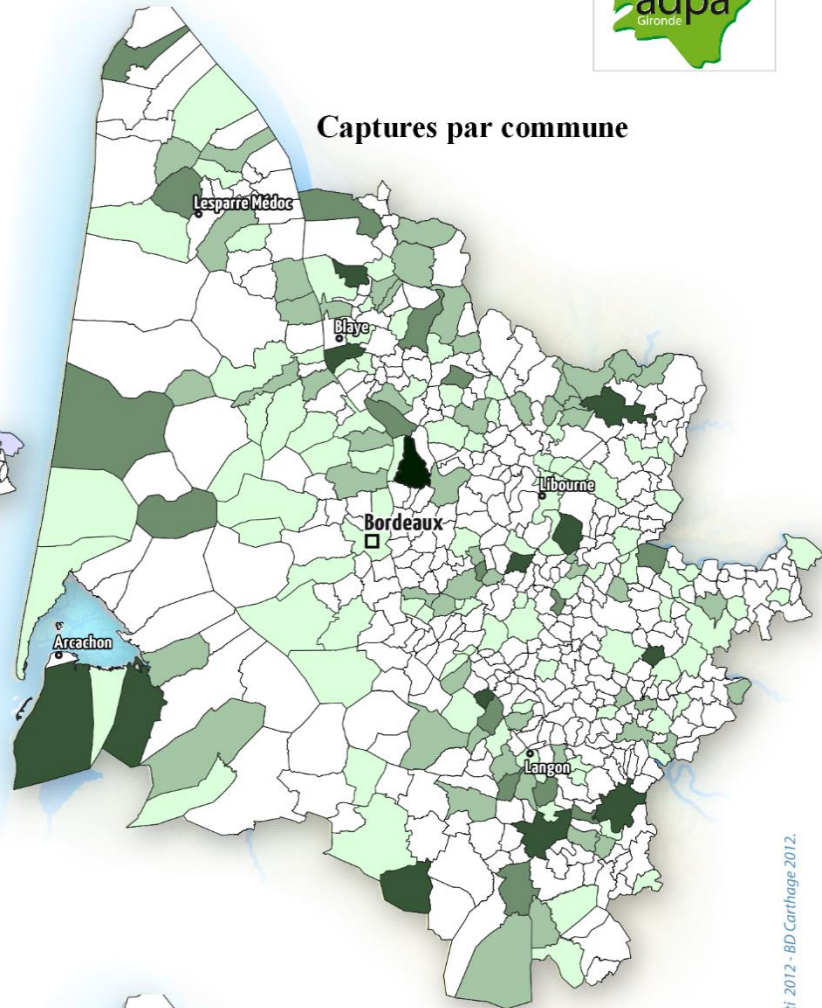 adpa
Gironde
Captures par commune
Lesparre Médoc
Blaye
Libourne
Bordeaux
Arcachon
Langon
2012 - BD Carthage 2012.